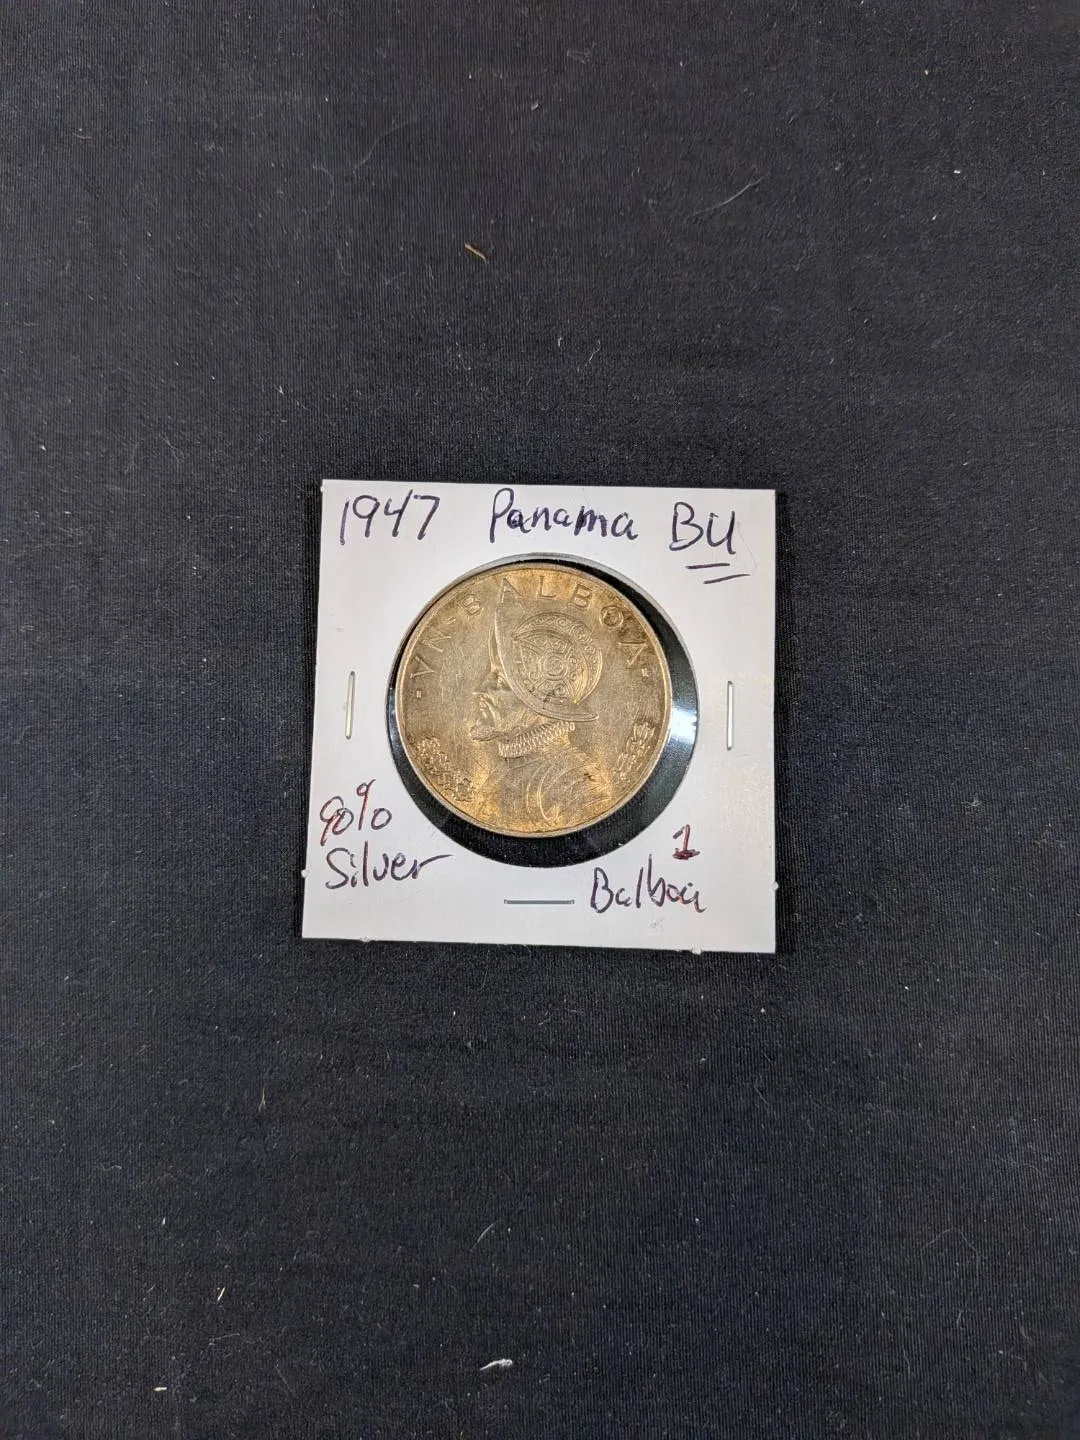 1947 Panama BU
VN·BALBOA
90%
Silver
1
Balboa